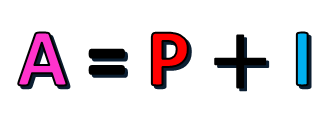 A = P + I